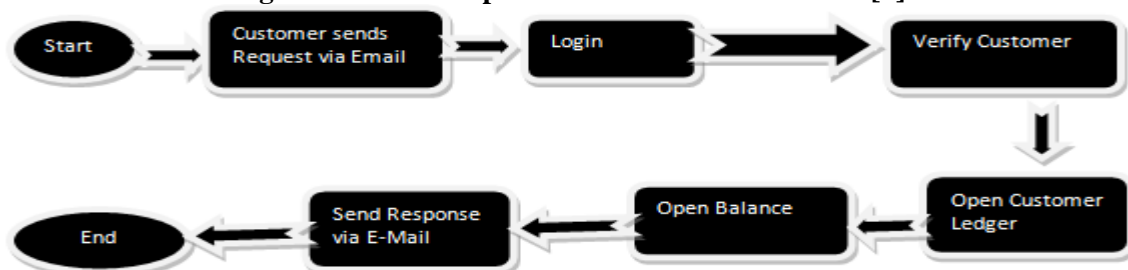 Start
Customer sends
Request via Email
Login
Verify Customer
Open Customer
Ledger
Open Balance
Send Response
via E-Mail
End